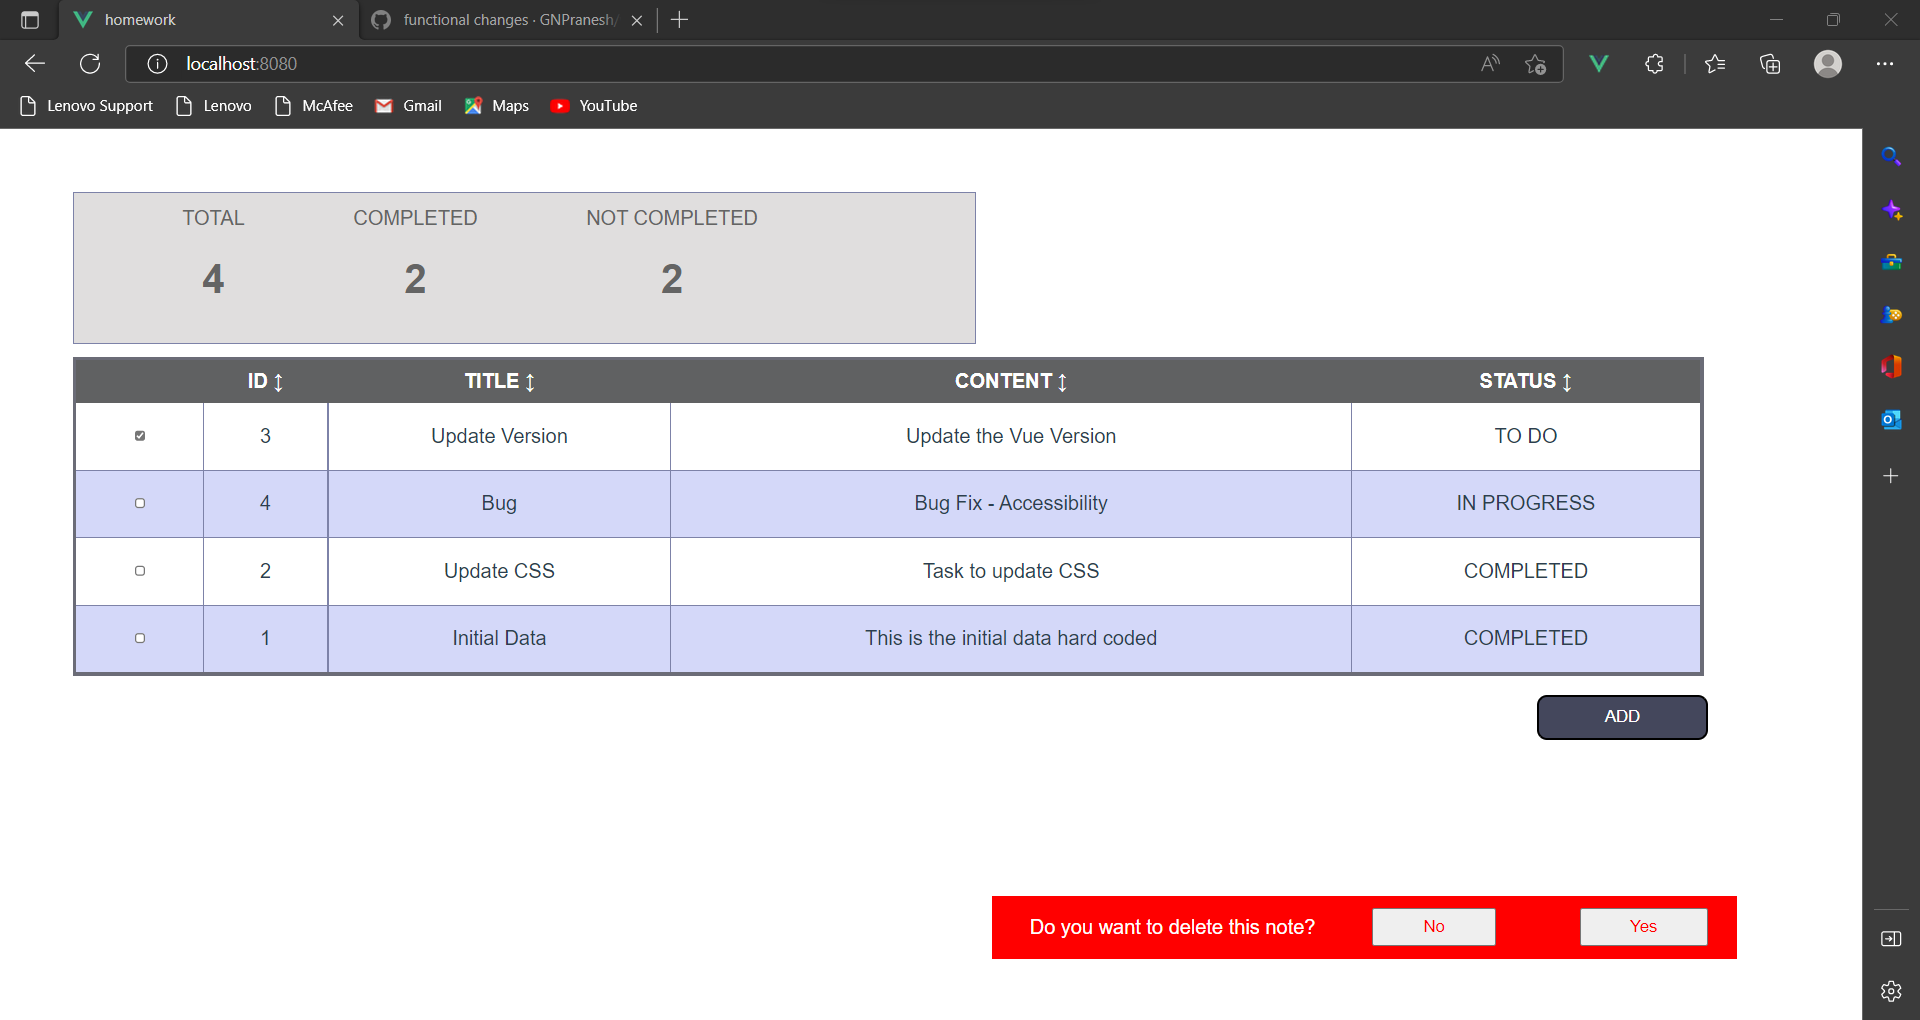 homework
functional changes · GNPranesh/
localhost:8080
Lenovo Support Lenovo McAfee Gmail Maps YouTube
TOTAL COMPLETED NOT COMPLETED
4 2 2
ID TITLE CONTENT STATUS
3 Update Version Update the Vue Version TO DO
4 Bug Bug Fix - Accessibility IN PROGRESS
2 Update CSS Task to update CSS COMPLETED
1 Initial Data This is the initial data hard coded COMPLETED
ADD
Do you want to delete this note? No Yes